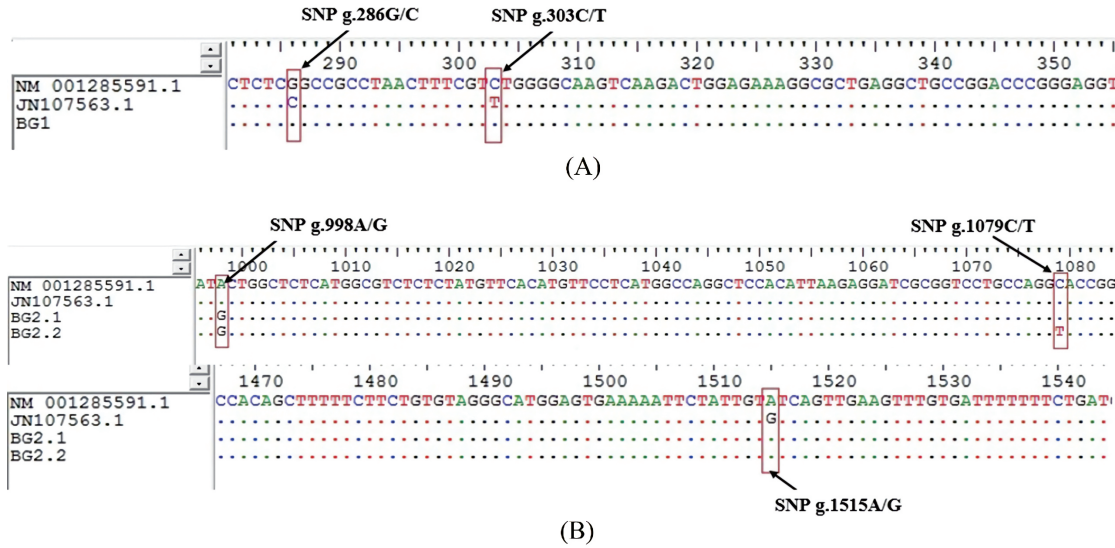 SNP g.286G/C SNP g.303C/T
290 300 310 320 330 340 350
NM 001285591.1 CTCTCGGCCGCCTAACTTTCGTCTGGGGCAAGTCAAGACTGGAGAAAGGCGCTGAGGCTGCCGGACCCGGGAGGT
JN107563.1 C T
BG1
(A)
SNP g.998A/G SNP g.1079C/T
1000 1010 1020 1030 1040 1050 1060 1070 1080
NM 001285591.1 ATACTGGCTCTCATGGCGTCTCTCTATGTTCACATGTTCCTCATGGCCAGGCTCCACATTAAGAGGATCGCGGTCCTGCCAGGCACCGG
JN107563.1
BG2.1 G
BG2.2 G T
1470 1480 1490 1500 1510 1520 1530 1540
NM 001285591.1 CCACAGCTTTTTCTTCTGTGTAGGGCATGGAGTGAAAAATTCTATTGTATCAGTTGAAGTTTGTGATTTTTTTCTGAT
JN107563.1 G
BG2.1
BG2.2
SNP g.1515A/G
(B)